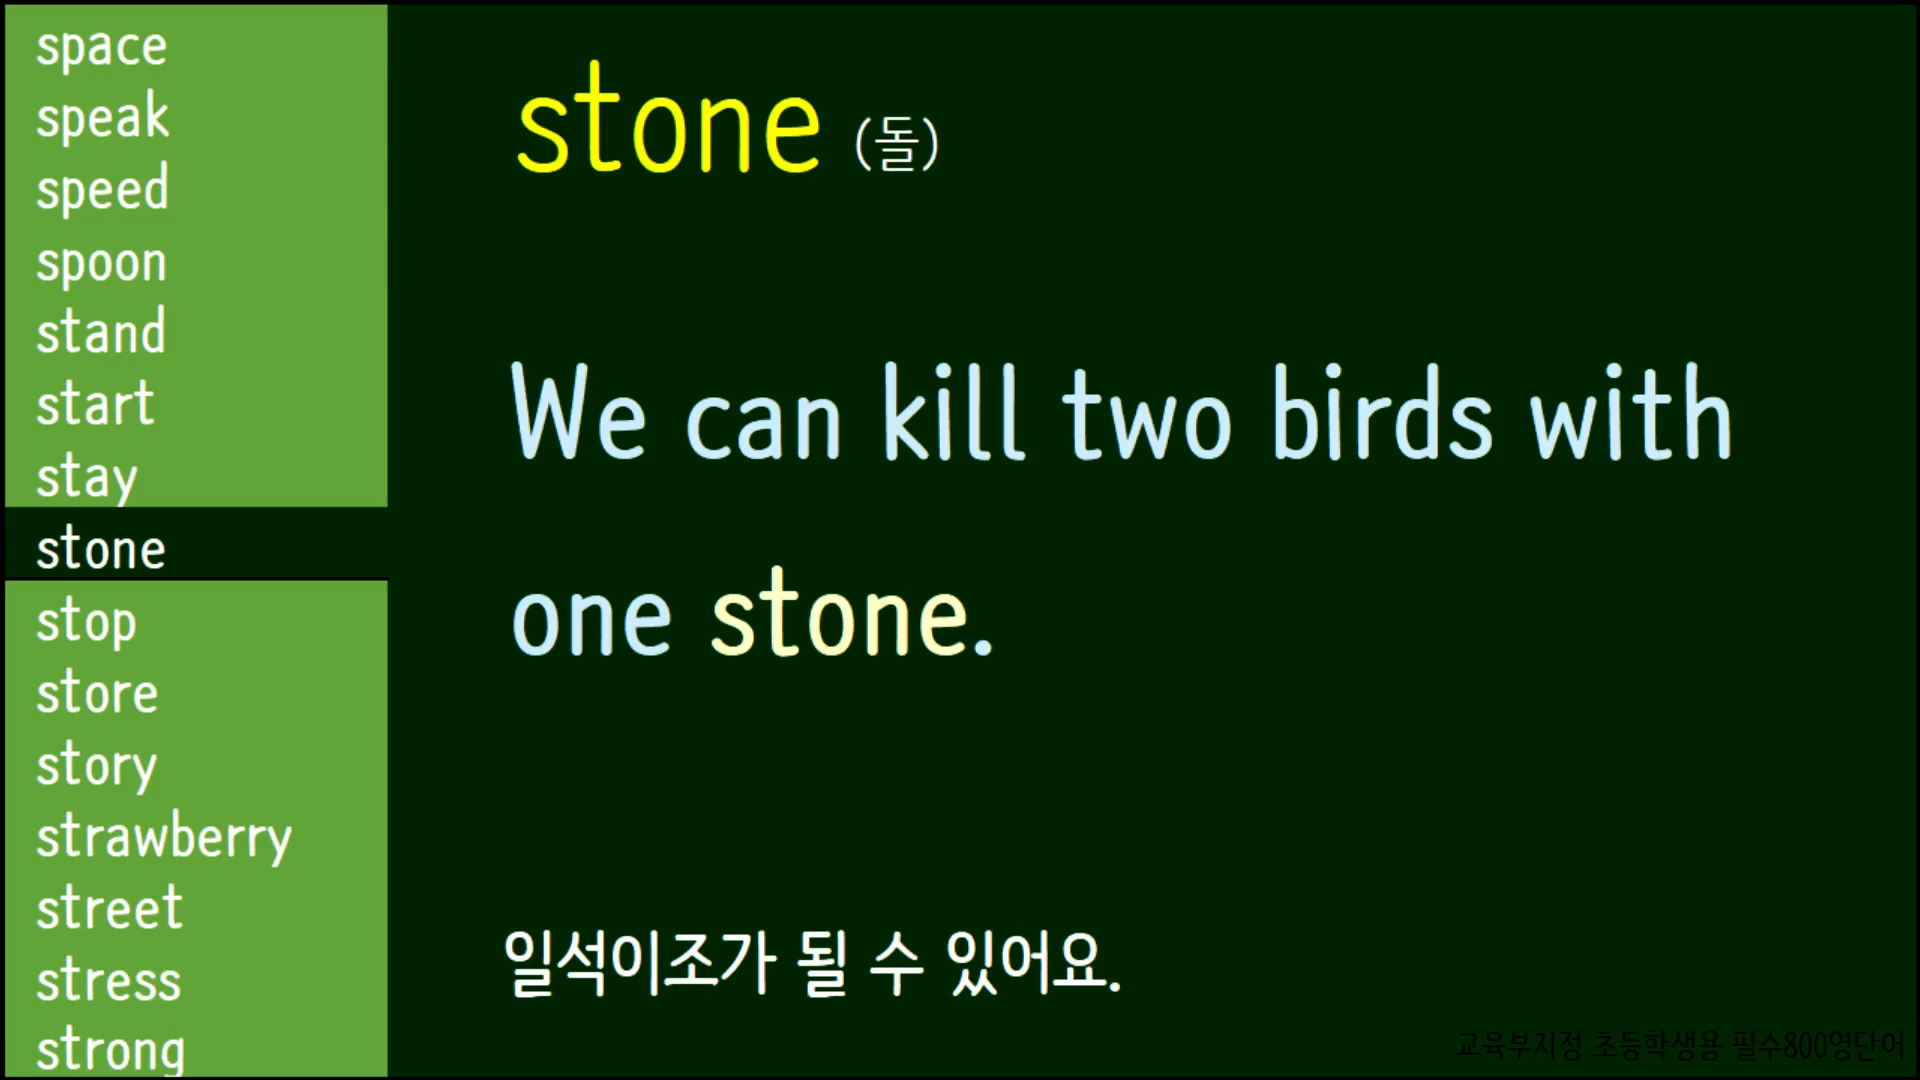 space
speak
speed
spoon
stand
start
stay
stone
stop
store
story
strawberry
street
stress
strong
stone (돌)
We can kill two birds with
one stone.
일석이조가 될 수 있어요.
교육부지정 초등학생용 필수800영단어